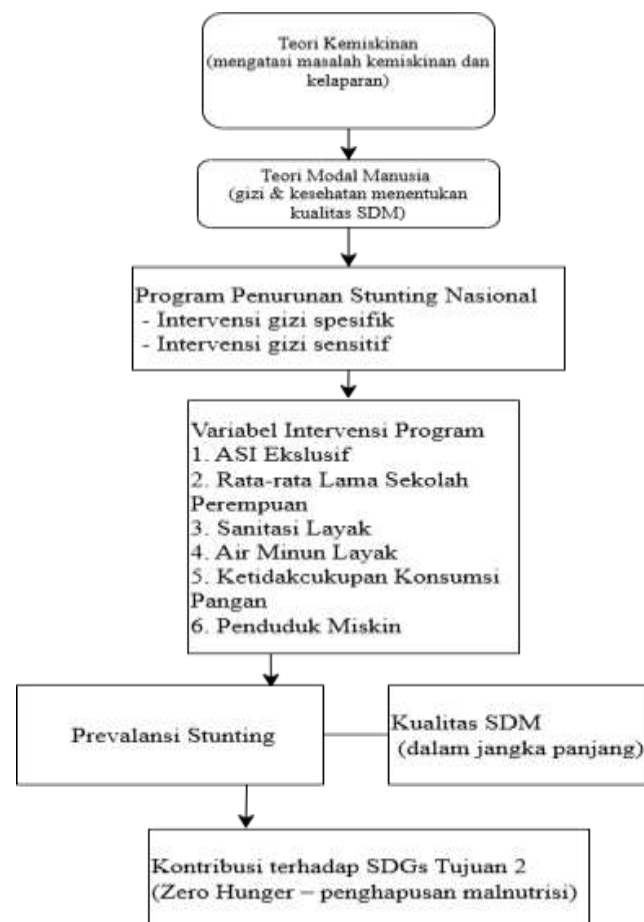 Teori Kemiskinan
(mengatasi masalah kemiskinan dan
kelaparan)
Teori Modal Manusia
(gizi & kesehatan menentukan
kualitas SDM)
Program Penurunan Stunting Nasional
- Intervensi gizi spesifik
- Intervensi gizi sensitif
Variabel Intervensi Program
1. ASI Ekslusif
2. Rata-rata Lama Sekolah
Perempuan
3. Sanitasi Layak
4. Air Minun Layak
5. Ketidakcukupan Konsumsi
Pangan
6. Penduduk Miskin
Prevalansi Stunting
Kualitas SDM
(dalam jangka panjang)
Kontribusi terhadap SDGs Tujuan 2
(Zero Hunger – penghapusan malnutrisi)